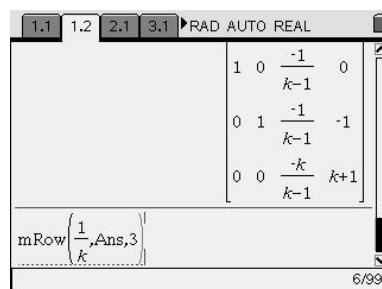 1.1 1.2 2.1 3.1 ▶RAD AUTO REAL
[1 0 -1/(k-1) 0]
[0 1 -1/(k-1) -1]
[0 0 -k/(k-1) k+1]
mRow(1/k,Ans,3)
6/99